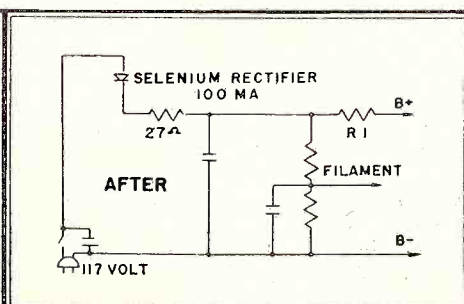 SELENIUM RECTIFIER
100 MA
27Ω
B+
R1
FILAMENT
AFTER
B-
117 VOLT